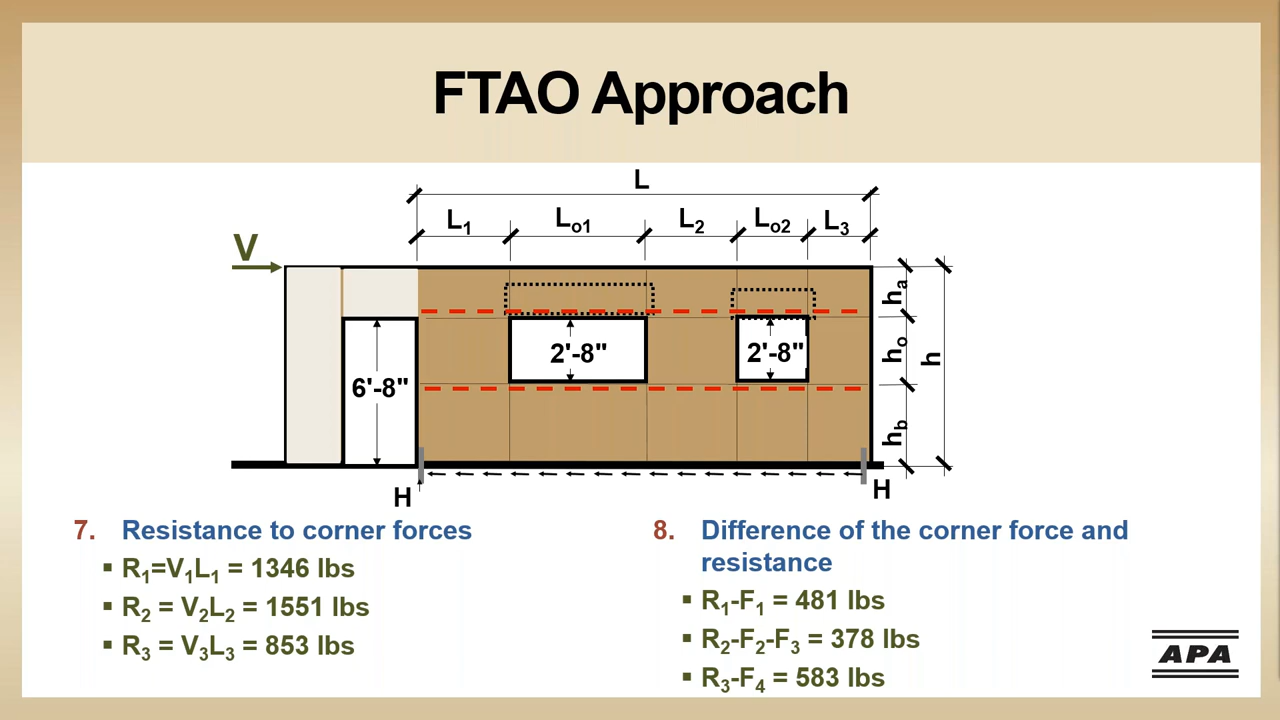 FTAO Approach
L
L₁ Lₒ₁ L₂ Lₒ₂ L₃
V
hₐ
2'-8" 2'-8" hₒ h
6'-8"
h_b
H H
7. Resistance to corner forces
▪ R₁=V₁L₁ = 1346 lbs
▪ R₂ = V₂L₂ = 1551 lbs
▪ R₃ = V₃L₃ = 853 lbs
8. Difference of the corner force and
resistance
▪ R₁-F₁ = 481 lbs
▪ R₂-F₂-F₃ = 378 lbs
▪ R₃-F₄ = 583 lbs
APA